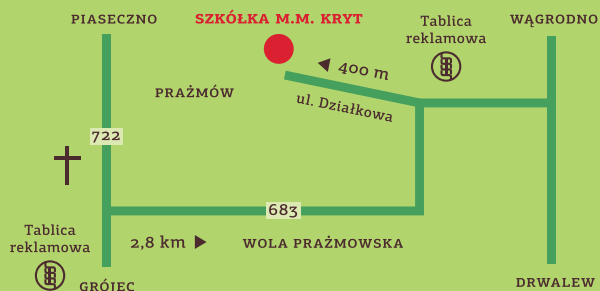 PIASECZNO
SZKÓŁKA M.M. KRYT
Tablica
reklamowa
WĄGRODNO
400 m
PRAŻMÓW
ul. Działkowa
722
683
Tablica
reklamowa
2,8 km
WOLA PRAŻMOWSKA
GRÓJEC
DRWALEW